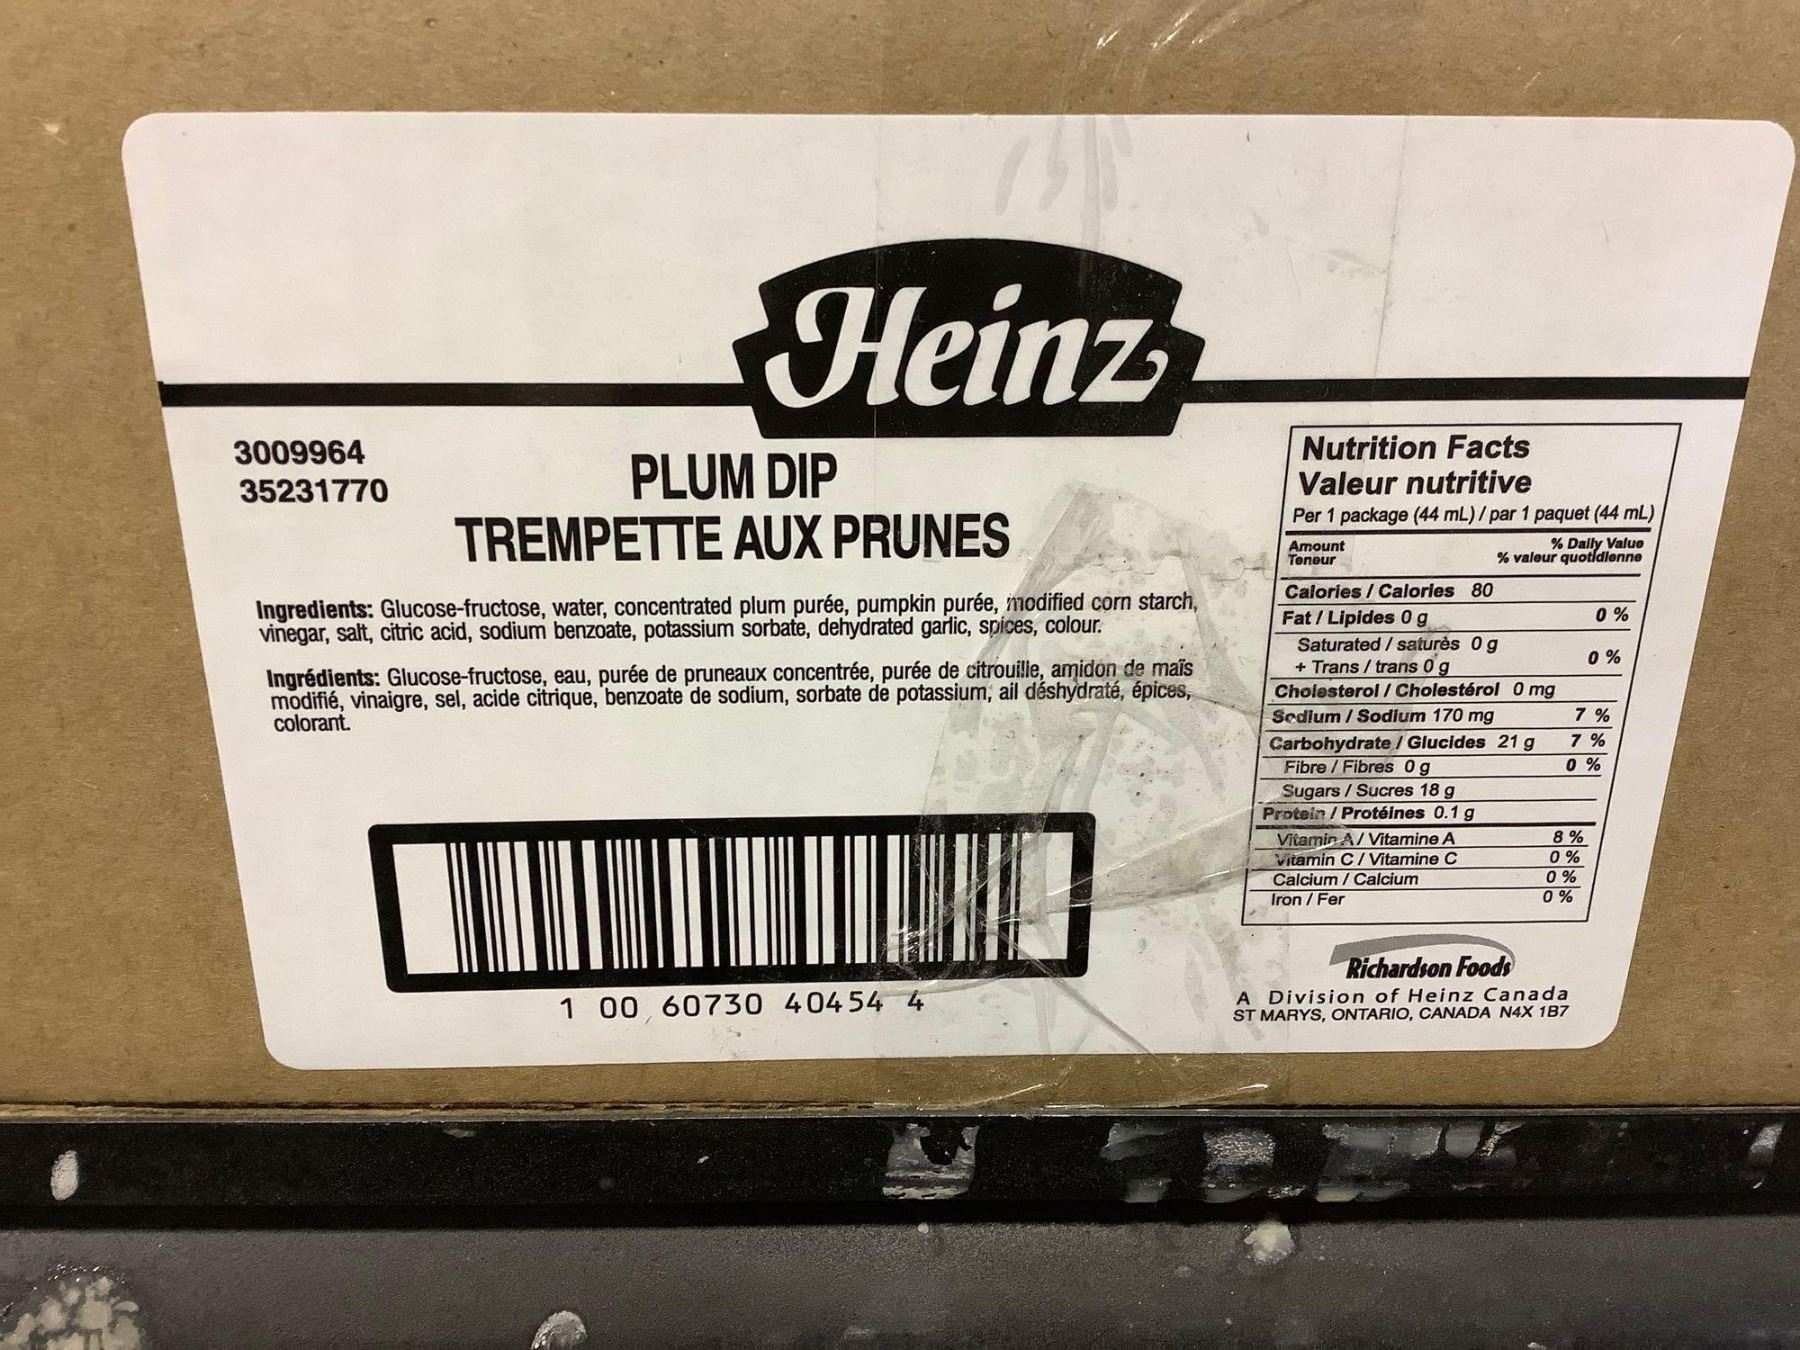 Heinz
3009964
35231770
PLUM DIP
TREMPETTE AUX PRUNES
Ingredients: Glucose-fructose, water, concentrated plum purée, pumpkin purée, modified corn starch,
vinegar, salt, citric acid, sodium benzoate, potassium sorbate, dehydrated garlic, spices, colour.
Ingrédients: Glucose-fructose, eau, purée de pruneaux concentrée, purée de citrouille, amidon de maïs
modifié, vinaigre, sel, acide citrique, benzoate de sodium, sorbate de potassium, ail déshydraté, épices,
colorant.
1 00 60730 40454 4
Nutrition Facts
Valeur nutritive
Per 1 package (44 mL) / par 1 paquet (44 mL)
Amount % Daily Value
Teneur % valeur quotidienne
Calories / Calories 80
Fat / Lipides 0 g 0 %
Saturated / saturès 0 g
+ Trans / trans 0 g 0 %
Cholesterol / Cholestérol 0 mg
Sodium / Sodium 170 mg 7 %
Carbohydrate / Glucides 21 g 7 %
Fibre / Fibres 0 g 0 %
Sugars / Sucres 18 g
Protein / Protéines 0.1 g
Vitamin A / Vitamine A 8 %
Vitamin C / Vitamine C 0 %
Calcium / Calcium 0 %
Iron / Fer 0 %
Richardson Foods
A Division of Heinz Canada
ST MARYS, ONTARIO, CANADA N4X 1B7